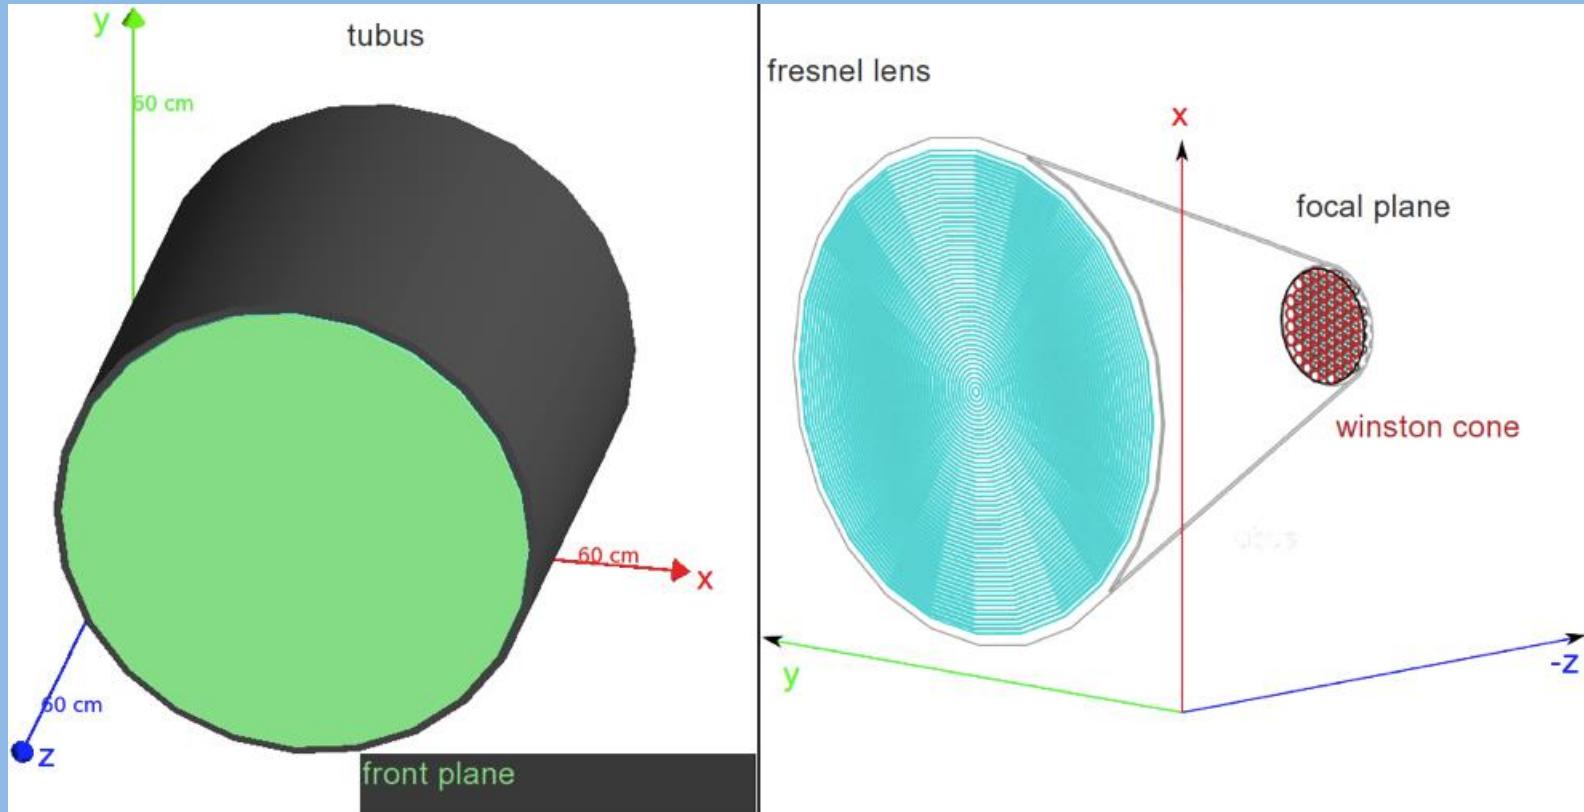 y
tubus
60 cm
60 cm
x
60 cm
z
front plane
fresnel lens
x
focal plane
winston cone
y
-z